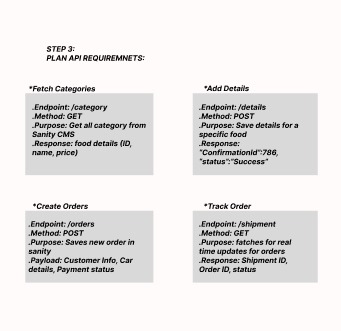 STEP 3:
PLAN API REQUIREMNETS:
*Fetch Categories
.Endpoint: /category
.Method: GET
.Purpose: Get all category from
Sanity CMS
.Response: food details (ID,
name, price)
*Add Details
.Endpoint: /details
.Method: POST
.Purpose: Save details for a
specific food
.Response:
"ConfirmationId":786,
"status":"Success"
*Create Orders
.Endpoint: /orders
.Method: POST
.Purpose: Saves new order in
sanity
.Payload: Customer Info, Car
details, Payment status
*Track Order
.Endpoint: /shipment
.Method: GET
.Purpose: fatches for real
time updates for orders
.Response: Shipment ID,
Order ID, status